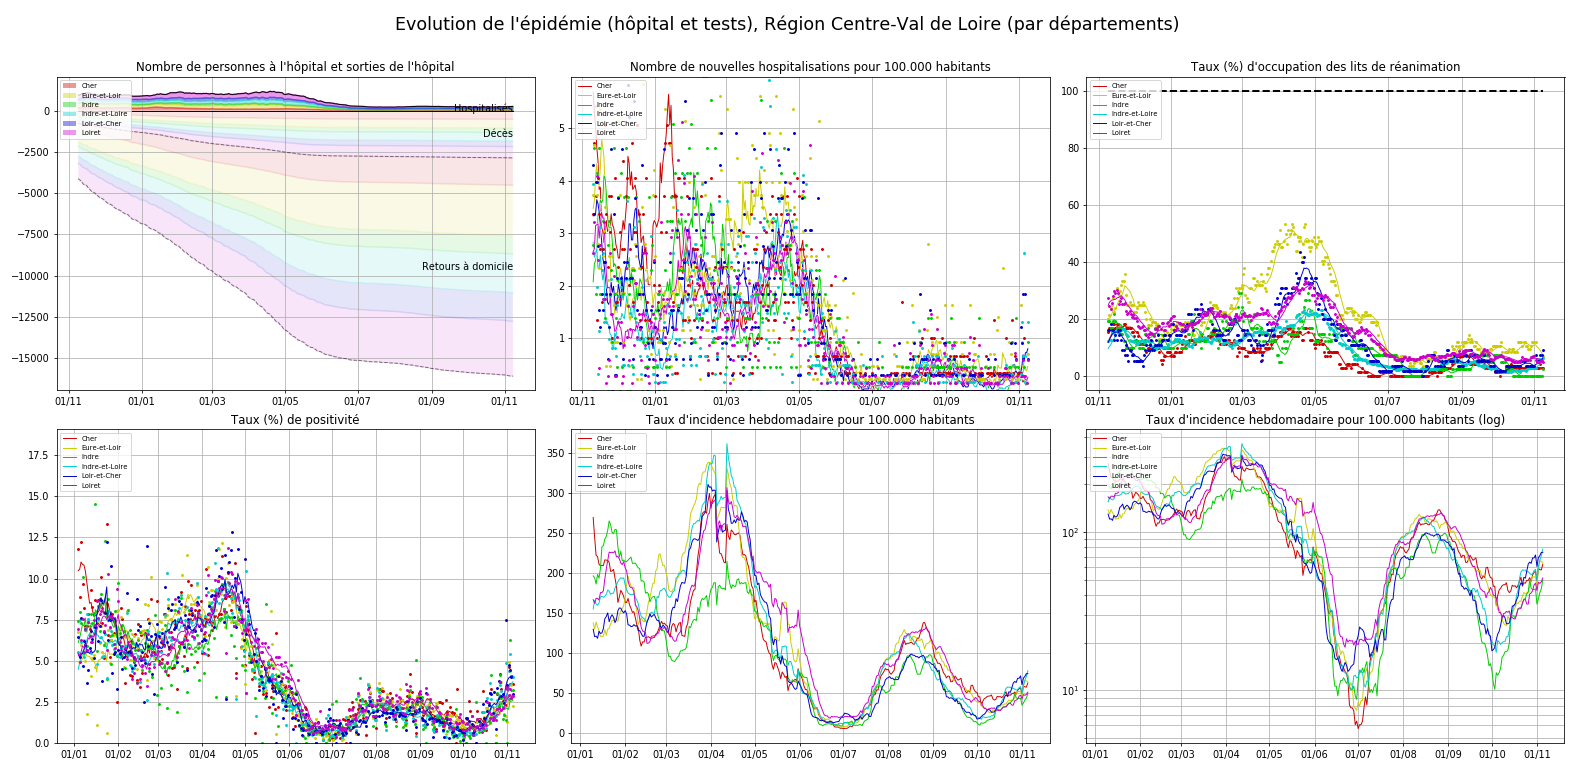 Evolution de l'épidémie (hôpital et tests), Région Centre-Val de Loire (par départements)
Nombre de personnes à l'hôpital et sorties de l'hôpital
Cher
Eure-et-Loir
Indre
Indre-et-Loire
Loir-et-Cher
Loiret
Hospitalisés
Décès
Retours à domicile
0
−2500
−5000
−7500
−10000
−12500
−15000
01/11 01/01 01/03 01/05 01/07 01/09 01/11
Nombre de nouvelles hospitalisations pour 100.000 habitants
Cher
Eure-et-Loir
Indre
Indre-et-Loire
Loir-et-Cher
Loiret
5
4
3
2
1
01/11 01/01 01/03 01/05 01/07 01/09 01/11
Taux (%) d'occupation des lits de réanimation
Cher
Eure-et-Loir
Indre
Indre-et-Loire
Loir-et-Cher
Loiret
100
80
60
40
20
0
01/11 01/01 01/03 01/05 01/07 01/09 01/11
Taux (%) de positivité
Cher
Eure-et-Loir
Indre
Indre-et-Loire
Loir-et-Cher
Loiret
17.5
15.0
12.5
10.0
7.5
5.0
2.5
0.0
01/01 01/02 01/03 01/04 01/05 01/06 01/07 01/08 01/09 01/10 01/11
Taux d'incidence hebdomadaire pour 100.000 habitants
Cher
Eure-et-Loir
Indre
Indre-et-Loire
Loir-et-Cher
Loiret
350
300
250
200
150
100
50
0
01/01 01/02 01/03 01/04 01/05 01/06 01/07 01/08 01/09 01/10 01/11
Taux d'incidence hebdomadaire pour 100.000 habitants (log)
Cher
Eure-et-Loir
Indre
Indre-et-Loire
Loir-et-Cher
Loiret
10²
10¹
01/01 01/02 01/03 01/04 01/05 01/06 01/07 01/08 01/09 01/10 01/11